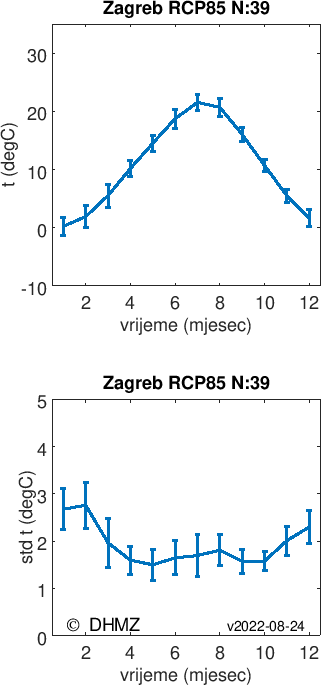 Zagreb RCP85 N:39
30
20
10
0
-10
t (degC)
2 4 6 8 10 12
vrijeme (mjesec)
Zagreb RCP85 N:39
5
4
3
2
1
0
std t (degC)
© DHMZ v2022-08-24
2 4 6 8 10 12
vrijeme (mjesec)